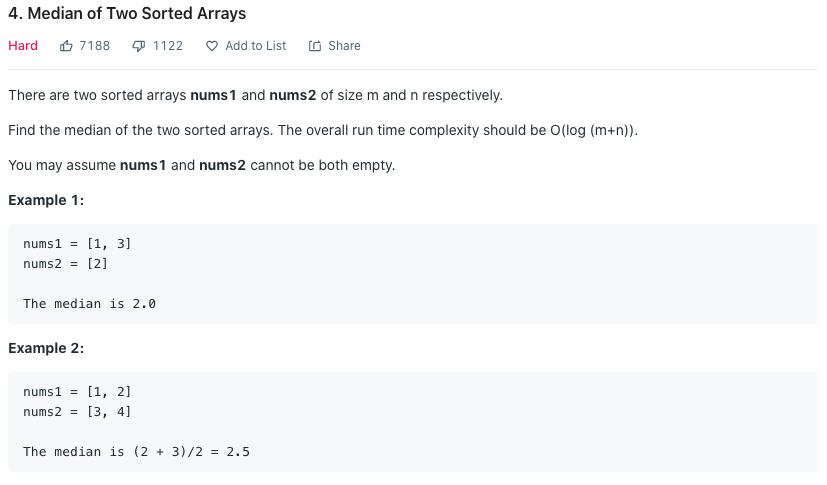 4. Median of Two Sorted Arrays
Hard 7188 1122 Add to List Share
There are two sorted arrays nums1 and nums2 of size m and n respectively.
Find the median of the two sorted arrays. The overall run time complexity should be O(log (m+n)).
You may assume nums1 and nums2 cannot be both empty.
Example 1:
nums1 = [1, 3]
nums2 = [2]
The median is 2.0
Example 2:
nums1 = [1, 2]
nums2 = [3, 4]
The median is (2 + 3)/2 = 2.5